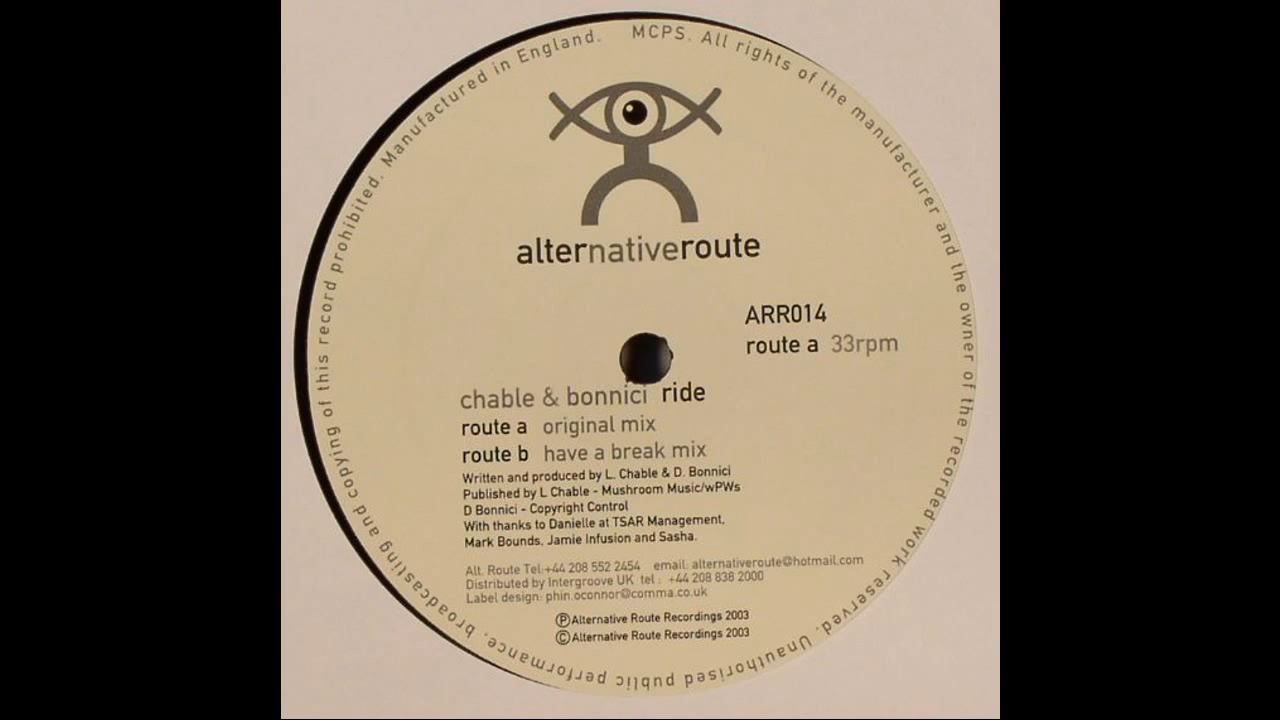 Unauthorised public performance, broadcasting and copying of this record prohibited. Manufactured in England. MCPS. All rights of the manufacturer and the owner of the recorded work reserved.
alternativeroute
ARR014
route a 33rpm
chable & bonnici ride
route a original mix
route b have a break mix
Written and produced by L. Chable & D. Bonnici
Published by L Chable - Mushroom Music/wPWs
D Bonnici - Copyright Control
With thanks to Danielle at TSAR Management,
Mark Bounds, Jamie Infusion and Sasha.
Alt. Route Tel:+44 208 552 2454 email: alternativeroute@hotmail.com
Distributed by Intergroove UK tel : +44 208 838 2000
Label design: phin.oconnor@comma.co.uk
ⓅAlternative Route Recordings 2003
©Alternative Route Recordings 2003